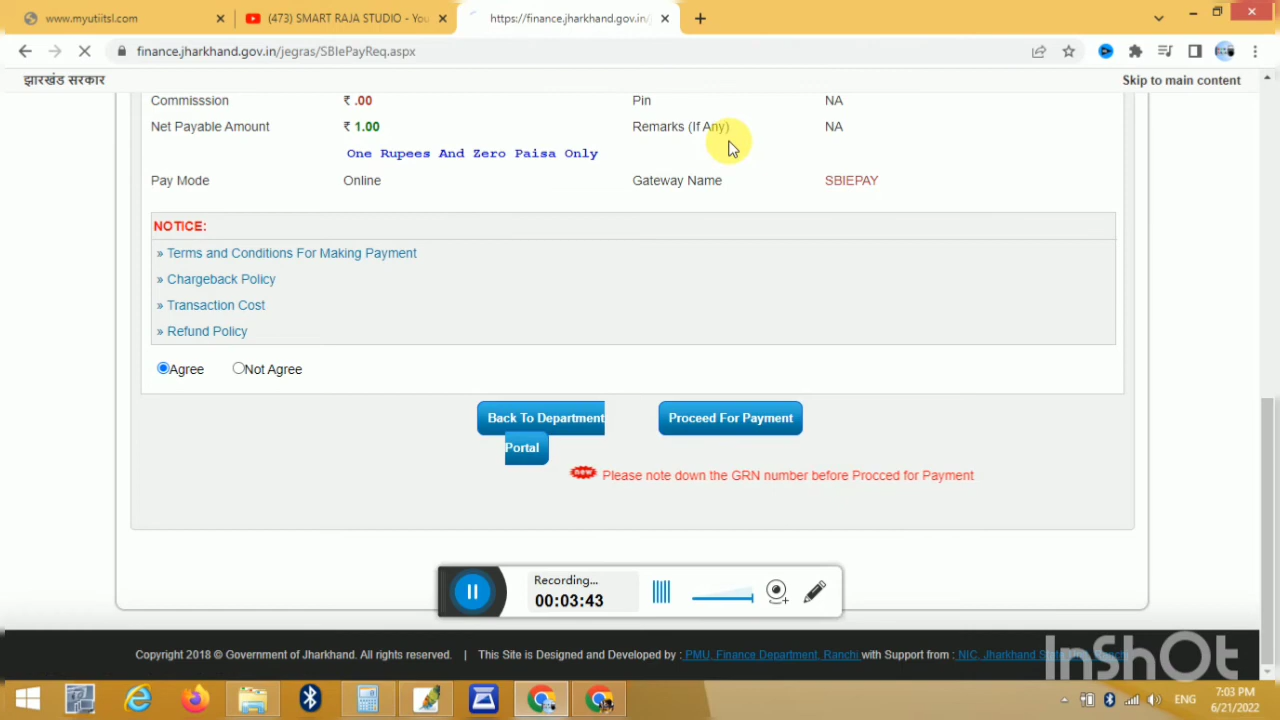 www.myutiitsl.com
(473) SMART RAJA STUDIO - You
https://finance.jharkhand.gov.in/
finance.jharkhand.gov.in/jegras/SBIePayReq.aspx
झारखंड सरकार
Skip to main content
Commisssion ₹ .00 Pin NA
Net Payable Amount ₹ 1.00 Remarks (If Any) NA
One Rupees And Zero Paisa Only
Pay Mode Online Gateway Name SBIEPAY
NOTICE:
» Terms and Conditions For Making Payment
» Chargeback Policy
» Transaction Cost
» Refund Policy
Agree Not Agree
Back To Department Portal
Proceed For Payment
new Please note down the GRN number before Procced for Payment
Recording...
00:03:43
Copyright 2018 © Government of Jharkhand. All rights reserved. | This Site is Designed and Developed by : PMU, Finance Department, Ranchi with Support from : NIC, Jharkhand State Unit, Ranchi
InShOt
ENG
7:03 PM
6/21/2022